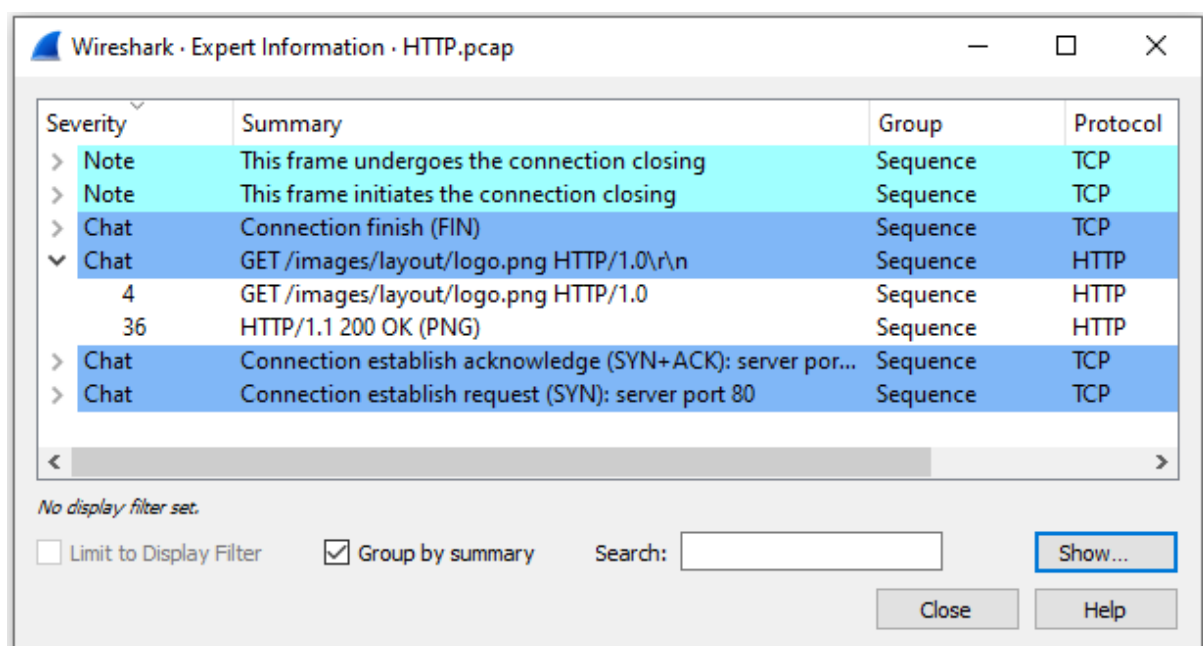 Wireshark · Expert Information · HTTP.pcap
Severity Summary Group Protocol
Note This frame undergoes the connection closing Sequence TCP
Note This frame initiates the connection closing Sequence TCP
Chat Connection finish (FIN) Sequence TCP
Chat GET /images/layout/logo.png HTTP/1.0\r\n Sequence HTTP
4 GET /images/layout/logo.png HTTP/1.0 Sequence HTTP
36 HTTP/1.1 200 OK (PNG) Sequence HTTP
Chat Connection establish acknowledge (SYN+ACK): server por... Sequence TCP
Chat Connection establish request (SYN): server port 80 Sequence TCP
No display filter set.
Limit to Display Filter Group by summary Search: Show...
Close Help